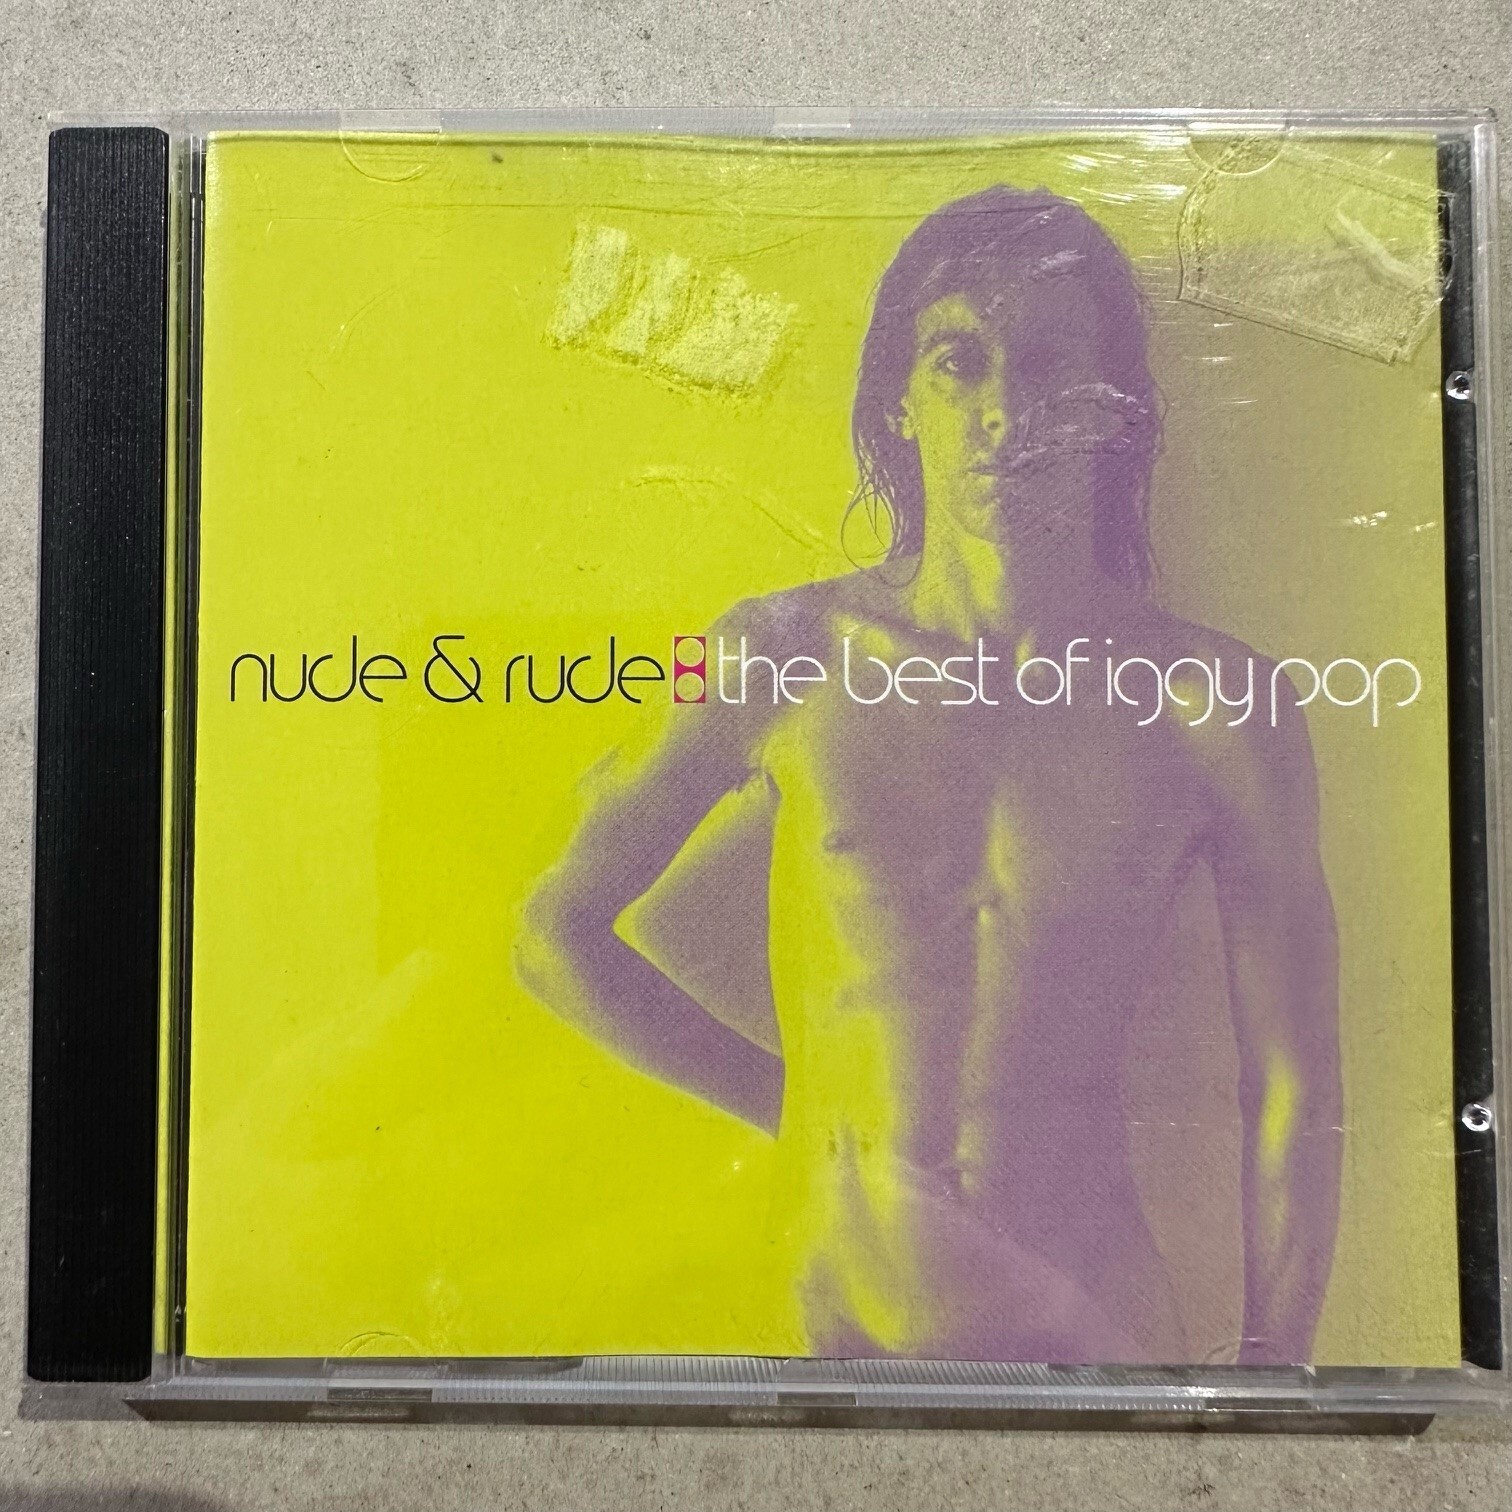 nude & rude the best of iggy pop